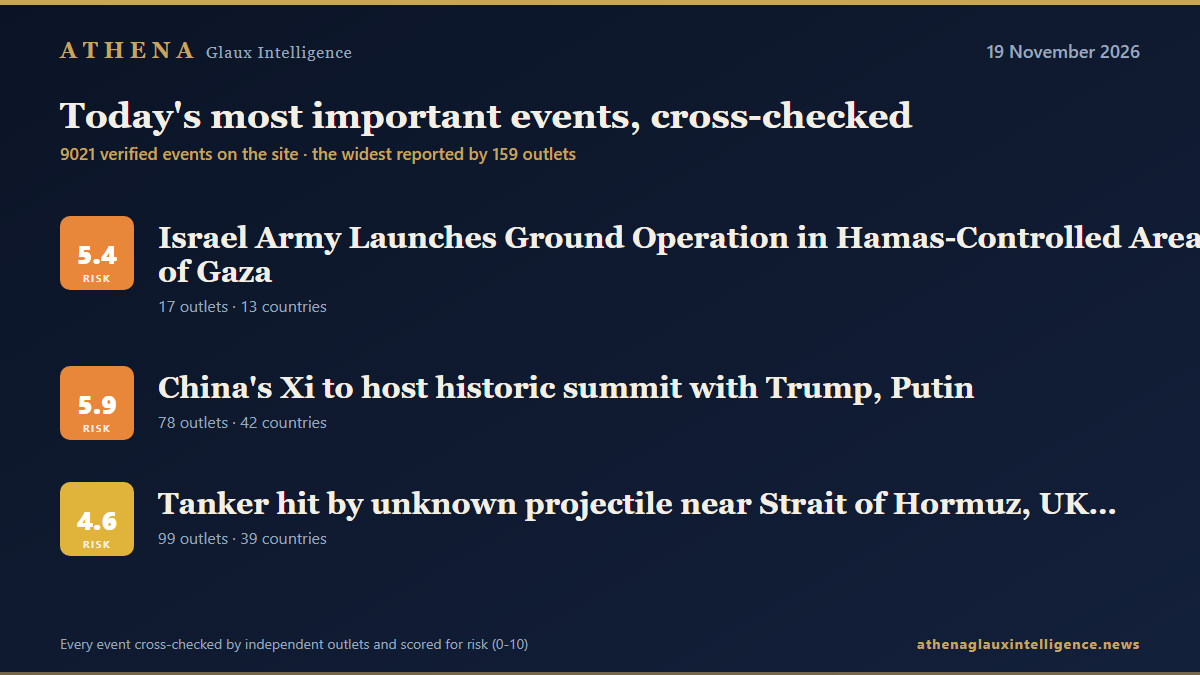 ATHENA Glaux Intelligence
19 November 2026
Today's most important events, cross-checked
9021 verified events on the site · the widest reported by 159 outlets
5.4
RISK
Israel Army Launches Ground Operation in Hamas-Controlled Area
of Gaza
17 outlets · 13 countries
5.9
RISK
China's Xi to host historic summit with Trump, Putin
78 outlets · 42 countries
4.6
RISK
Tanker hit by unknown projectile near Strait of Hormuz, UK...
99 outlets · 39 countries
Every event cross-checked by independent outlets and scored for risk (0-10)
athenaglauxintelligence.news